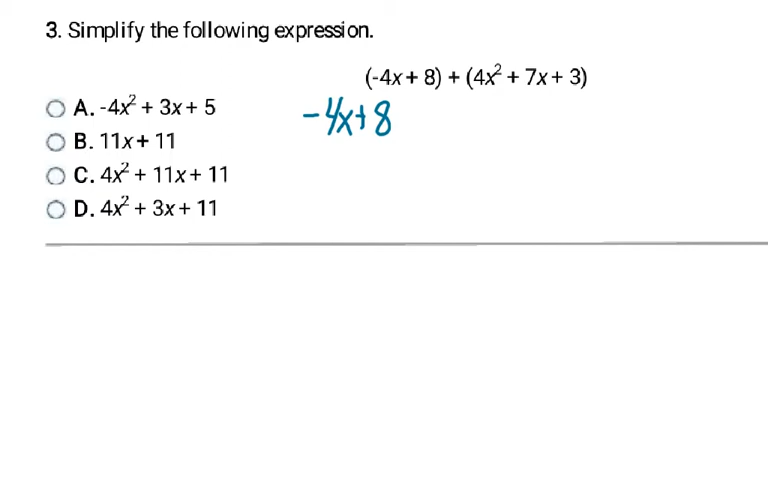 3. Simplify the following expression.
(-4x + 8) + (4x² + 7x + 3)
A. -4x² + 3x + 5
-4x+8
B. 11x + 11
C. 4x² + 11x + 11
D. 4x² + 3x + 11